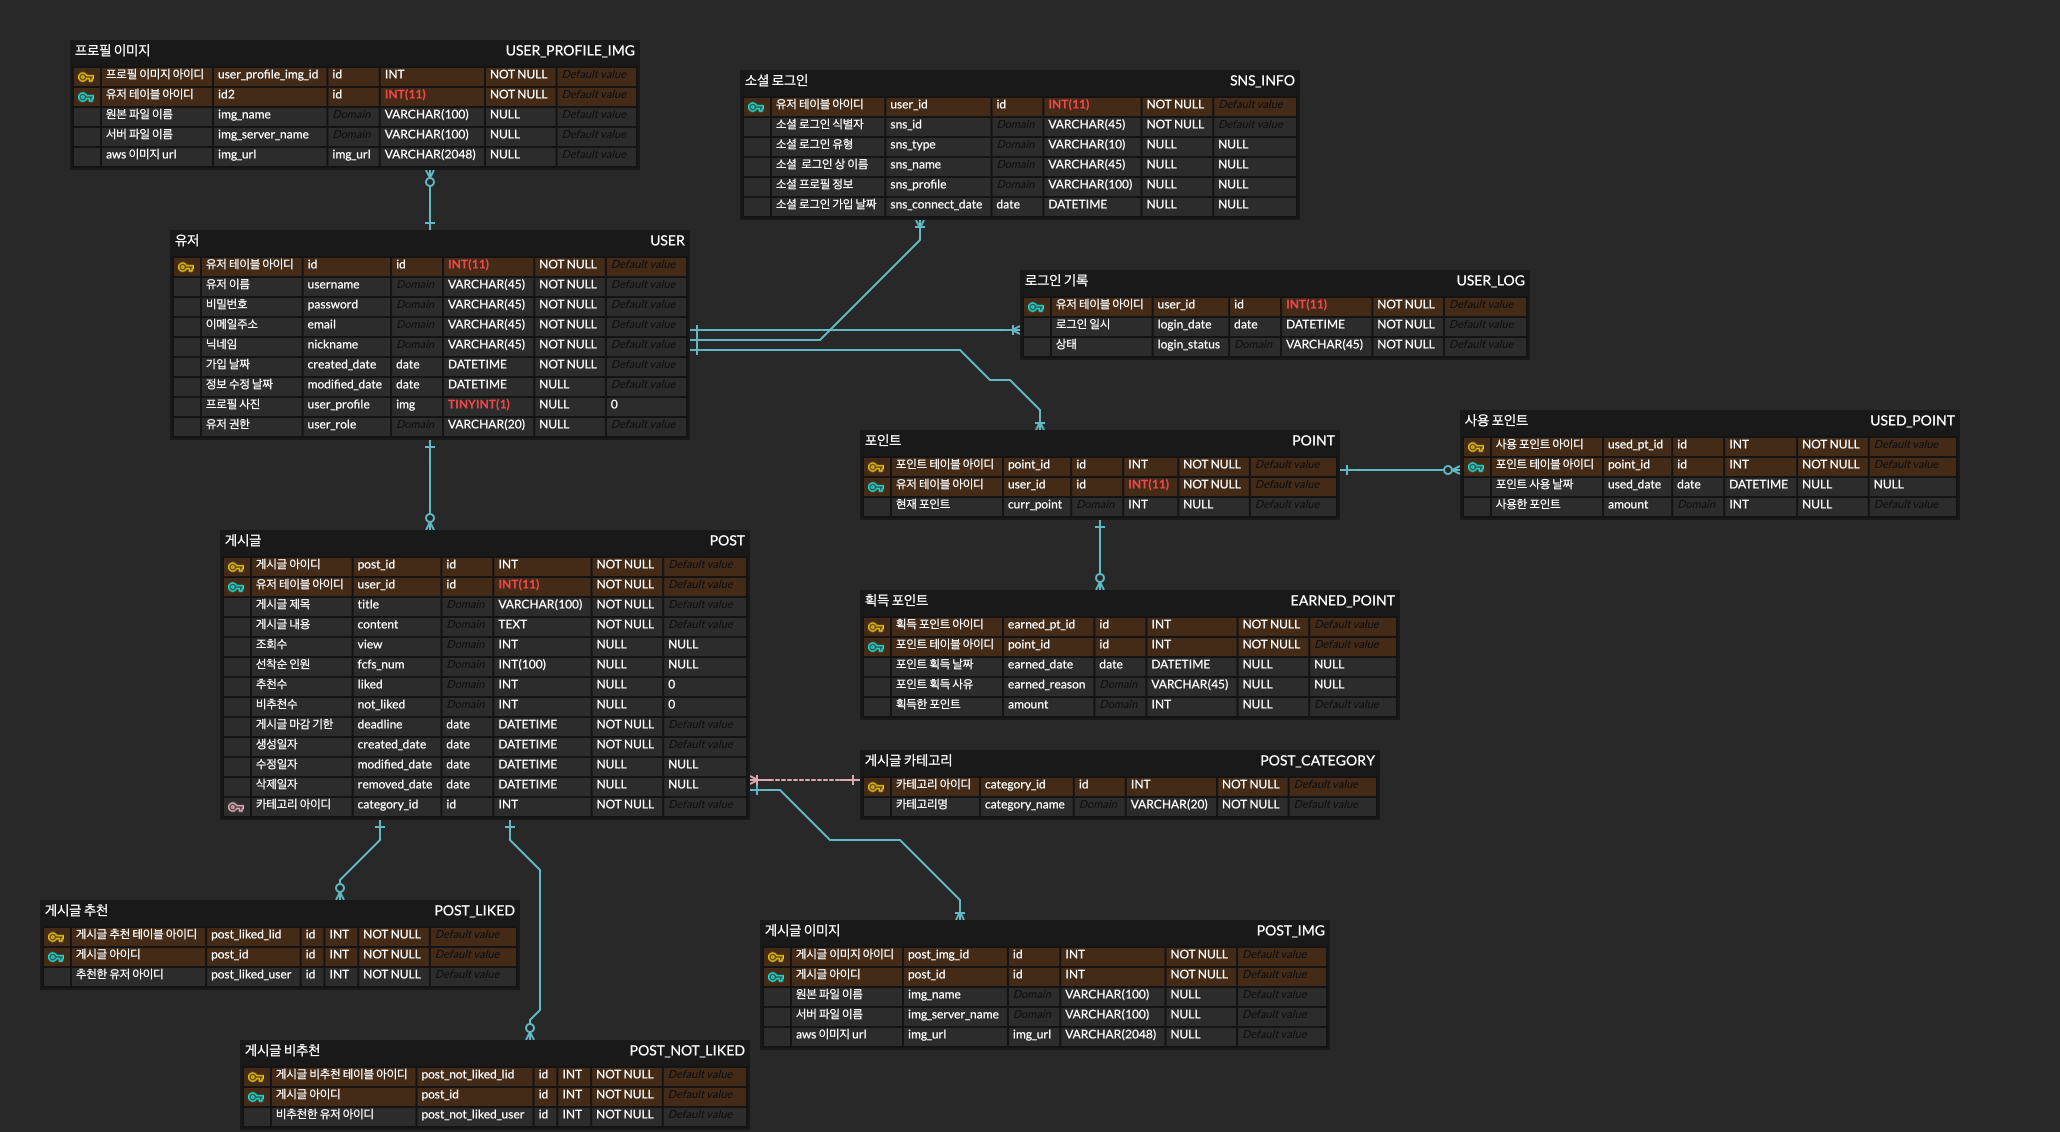 프로필 이미지 USER_PROFILE_IMG
프로필 이미지 아이디 user_profile_img_id id INT NOT NULL Default value
유저 테이블 아이디 id2 id INT(11) NOT NULL Default value
원본 파일 이름 img_name Domain VARCHAR(100) NULL Default value
서버 파일 이름 img_server_name Domain VARCHAR(100) NULL Default value
aws 이미지 url img_url img_url VARCHAR(2048) NULL Default value
소셜 로그인 SNS_INFO
유저 테이블 아이디 user_id id INT(11) NOT NULL Default value
소셜 로그인 식별자 sns_id Domain VARCHAR(45) NOT NULL Default value
소셜 로그인 유형 sns_type Domain VARCHAR(10) NULL NULL
소셜 로그인 상 이름 sns_name Domain VARCHAR(45) NULL NULL
소셜 프로필 정보 sns_profile Domain VARCHAR(100) NULL NULL
소셜 로그인 가입 날짜 sns_connect_date date DATETIME NULL NULL
유저 USER
유저 테이블 아이디 id id INT(11) NOT NULL Default value
유저 이름 username Domain VARCHAR(45) NOT NULL Default value
비밀번호 password Domain VARCHAR(45) NOT NULL Default value
이메일주소 email Domain VARCHAR(45) NOT NULL Default value
닉네임 nickname Domain VARCHAR(45) NOT NULL Default value
가입 날짜 created_date date DATETIME NOT NULL Default value
정보 수정 날짜 modified_date date DATETIME NULL Default value
프로필 사진 user_profile img TINYINT(1) NULL 0
유저 권한 user_role Domain VARCHAR(20) NULL Default value
로그인 기록 USER_LOG
유저 테이블 아이디 user_id id INT(11) NOT NULL Default value
로그인 일시 login_date date DATETIME NOT NULL Default value
상태 login_status Domain VARCHAR(45) NOT NULL Default value
포인트 POINT
포인트 테이블 아이디 point_id id INT NOT NULL Default value
유저 테이블 아이디 user_id id INT(11) NOT NULL Default value
현재 포인트 curr_point Domain INT NULL Default value
사용 포인트 USED_POINT
사용 포인트 아이디 used_pt_id id INT NOT NULL Default value
포인트 테이블 아이디 point_id id INT NOT NULL Default value
포인트 사용 날짜 used_date date DATETIME NULL NULL
사용한 포인트 amount Domain INT NULL Default value
게시글 POST
게시글 아이디 post_id id INT NOT NULL Default value
유저 테이블 아이디 user_id id INT(11) NOT NULL Default value
게시글 제목 title Domain VARCHAR(100) NOT NULL Default value
게시글 내용 content Domain TEXT NOT NULL Default value
조회수 view Domain INT NULL NULL
선착순 인원 fcfs_num Domain INT(100) NULL NULL
추천수 liked Domain INT NULL 0
비추천수 not_liked Domain INT NULL 0
게시글 마감 기한 deadline date DATETIME NOT NULL Default value
생성일자 created_date date DATETIME NOT NULL Default value
수정일자 modified_date date DATETIME NULL NULL
삭제일자 removed_date date DATETIME NULL NULL
카테고리 아이디 category_id id INT NOT NULL Default value
획득 포인트 EARNED_POINT
획득 포인트 아이디 earned_pt_id id INT NOT NULL Default value
포인트 테이블 아이디 point_id id INT NOT NULL Default value
포인트 획득 날짜 earned_date date DATETIME NULL NULL
포인트 획득 사유 earned_reason Domain VARCHAR(45) NULL NULL
획득한 포인트 amount Domain INT NULL Default value
게시글 카테고리 POST_CATEGORY
카테고리 아이디 category_id id INT NOT NULL Default value
카테고리명 category_name Domain VARCHAR(20) NOT NULL Default value
게시글 추천 POST_LIKED
게시글 추천 테이블 아이디 post_liked_lid id INT NOT NULL Default value
게시글 아이디 post_id id INT NOT NULL Default value
추천한 유저 아이디 post_liked_user id INT NOT NULL Default value
게시글 이미지 POST_IMG
게시글 이미지 아이디 post_img_id id INT NOT NULL Default value
게시글 아이디 post_id id INT NOT NULL Default value
원본 파일 이름 img_name Domain VARCHAR(100) NULL Default value
서버 파일 이름 img_server_name Domain VARCHAR(100) NULL Default value
aws 이미지 url img_url img_url VARCHAR(2048) NULL Default value
게시글 비추천 POST_NOT_LIKED
게시글 비추천 테이블 아이디 post_not_liked_lid id INT NOT NULL Default value
게시글 아이디 post_id id INT NOT NULL Default value
비추천한 유저 아이디 post_not_liked_user id INT NOT NULL Default value